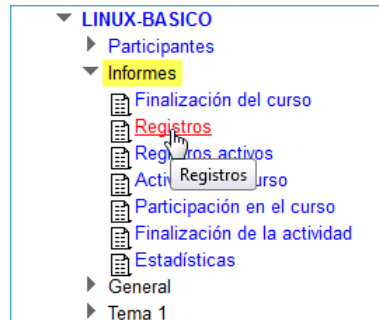 LINUX-BASICO
Participantes
Informes
Finalización del curso
Registros
Registros activos
Registros
Participación en el curso
Finalización de la actividad
Estadísticas
General
Tema 1